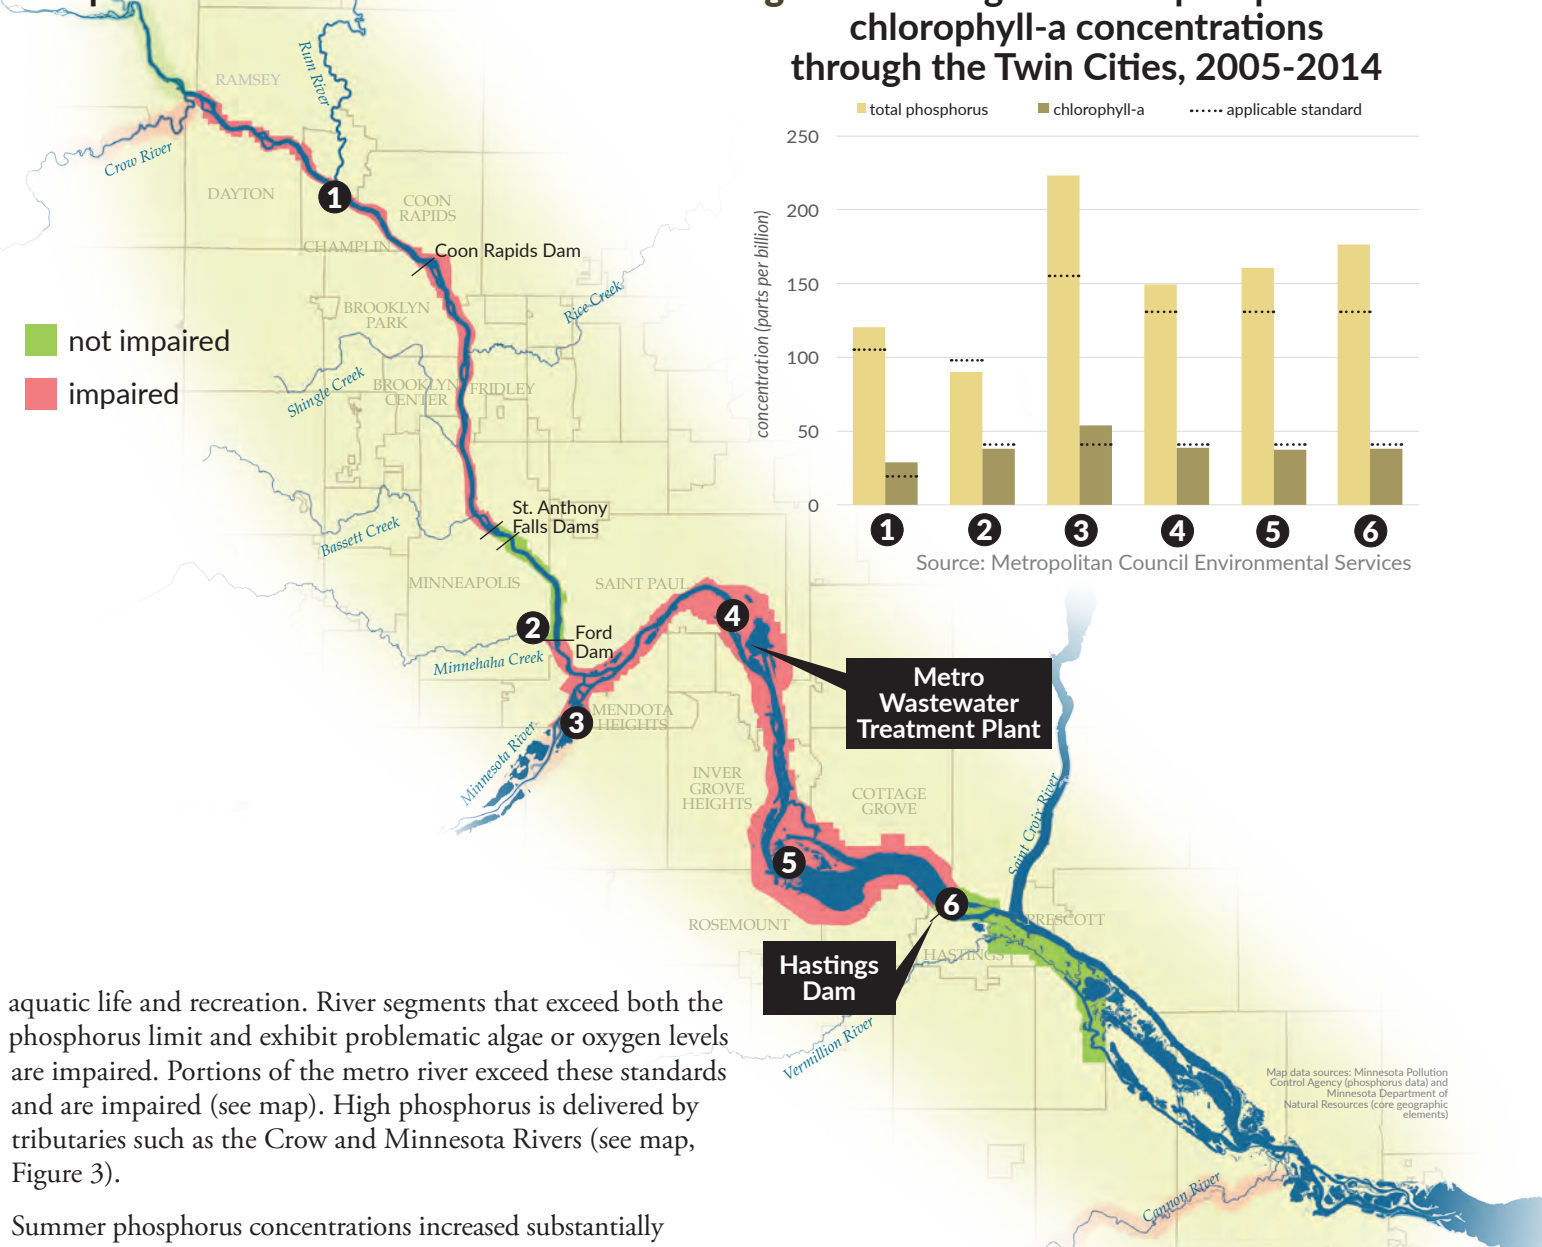 chlorophyll-a concentrations
through the Twin Cities, 2005-2014
total phosphorus
chlorophyll-a
applicable standard
concentration (parts per billion)
250
200
150
100
50
0
1
2
3
4
5
6
Source: Metropolitan Council Environmental Services
RAMSEY
Rum River
Crow River
DAYTON
1
COON
RAPIDS
CHAMPLIN
Coon Rapids Dam
BROOKLYN
PARK
Rice Creek
not impaired
impaired
Shingle Creek
BROOKLYN
CENTER
FRIDLEY
St. Anthony
Falls Dams
Bassett Creek
MINNEAPOLIS
SAINT PAUL
2
Ford
Dam
4
Minnehaha Creek
Metro
Wastewater
Treatment Plant
3
MENDOTA
HEIGHTS
Minnesota River
INVER
GROVE
HEIGHTS
COTTAGE
GROVE
Saint Croix River
5
6
ROSEMOUNT
PRESCOTT
HASTINGS
Hastings
Dam
Vermillion River
Map data sources: Minnesota Pollution
Control Agency (phosphorus data) and
Minnesota Department of
Natural Resources (core geographic
elements)
Cannon River
aquatic life and recreation. River segments that exceed both the
phosphorus limit and exhibit problematic algae or oxygen levels
are impaired. Portions of the metro river exceed these standards
and are impaired (see map). High phosphorus is delivered by
tributaries such as the Crow and Minnesota Rivers (see map,
Figure 3).
Summer phosphorus concentrations increased substantially